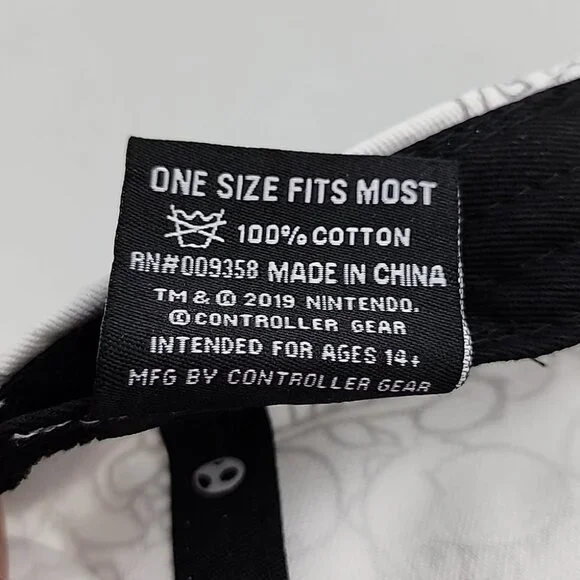 ONE SIZE FITS MOST
100% COTTON
RN#009358 MADE IN CHINA
TM & © 2019 NINTENDO.
© CONTROLLER GEAR
INTENDED FOR AGES 14+
MFG BY CONTROLLER GEAR